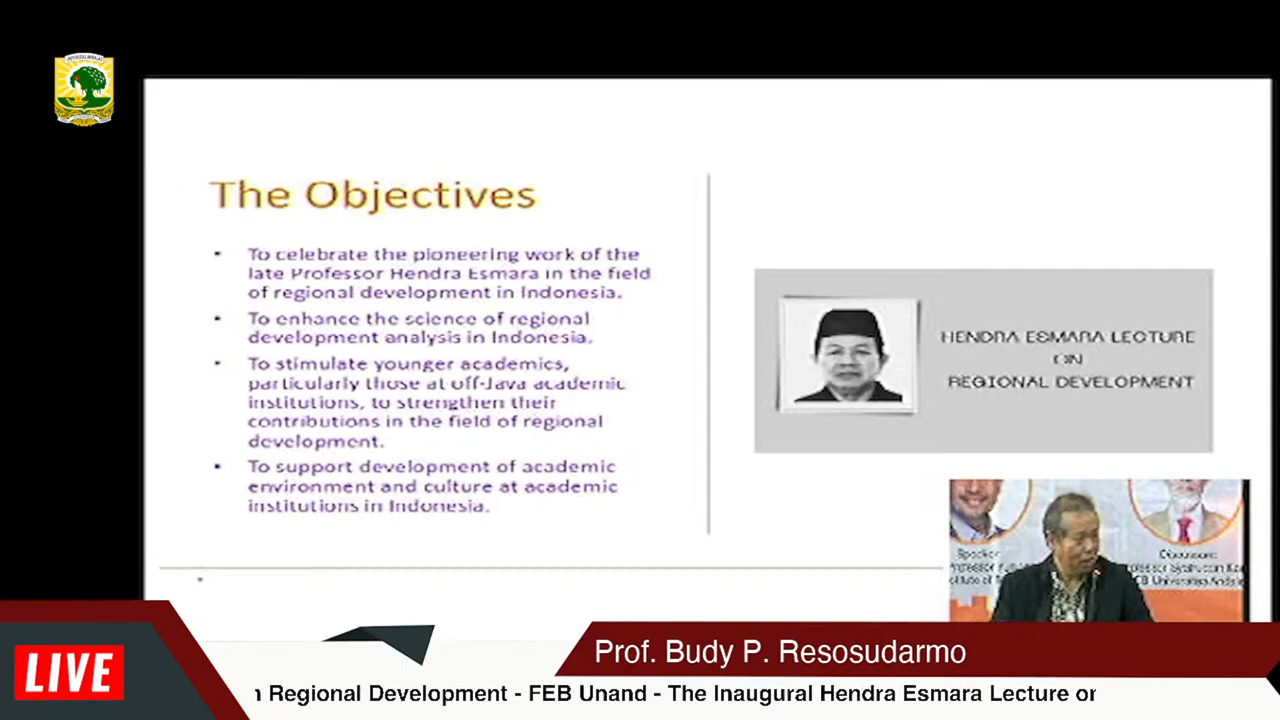 The Objectives
• To celebrate the pioneering work of the
late Professor Hendra Esmara in the field
of regional development in Indonesia.
• To enhance the science of regional
development analysis in Indonesia.
• To stimulate younger academics,
particularly those at off-Java academic
institutions, to strengthen their
contributions in the field of regional
development.
• To support development of academic
environment and culture at academic
institutions in Indonesia.
HENDRA ESMARA LECTURE
ON
REGIONAL DEVELOPMENT
Speaker
Discussant
LIVE
Prof. Budy P. Resosudarmo
Regional Development - FEB Unand - The Inaugural Hendra Esmara Lecture or